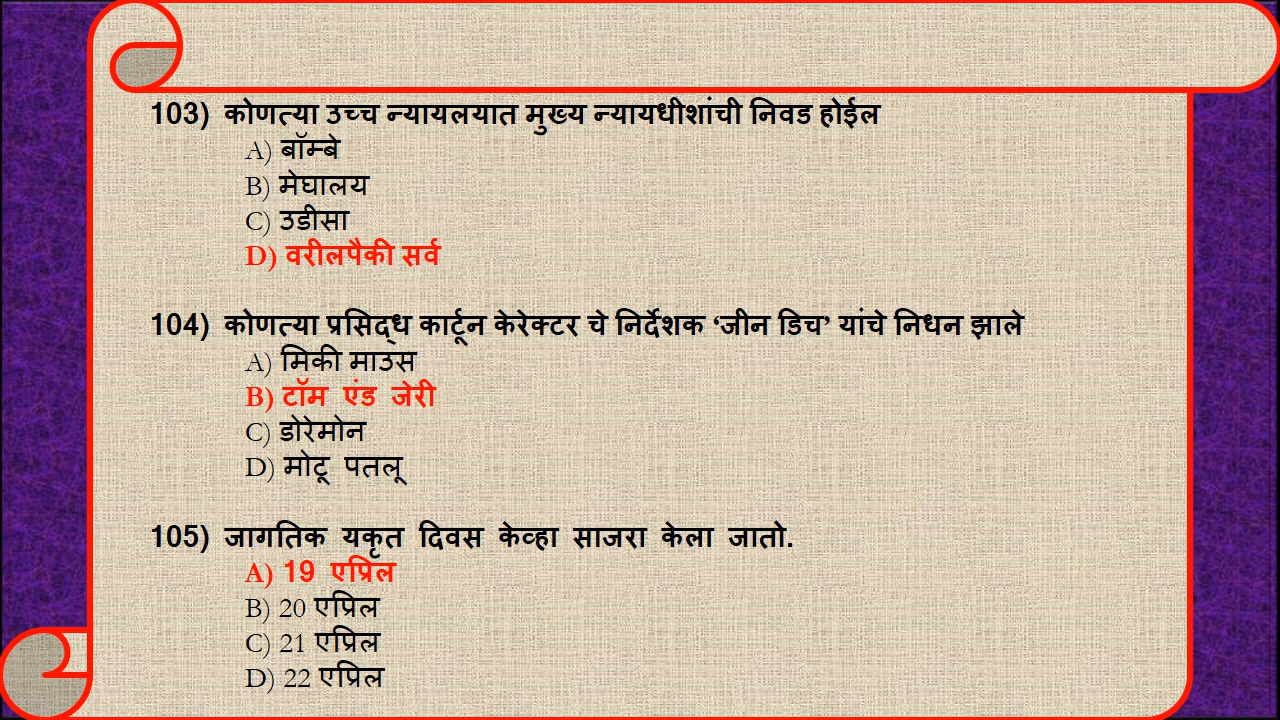 103) कोणत्या उच्च न्यायलयात मुख्य न्यायधीशांची निवड होईल
A) बॉम्बे
B) मेघालय
C) उडीसा
D) वरीलपैकी सर्व
104) कोणत्या प्रसिद्ध कार्टून केरेक्टर चे निर्देशक ‘जीन डिच’ यांचे निधन झाले
A) मिकी माउस
B) टॉम एंड जेरी
C) डोरेमोन
D) मोटू पतलू
105) जागतिक यकृत दिवस केव्हा साजरा केला जातो.
A) 19 एप्रिल
B) 20 एप्रिल
C) 21 एप्रिल
D) 22 एप्रिल